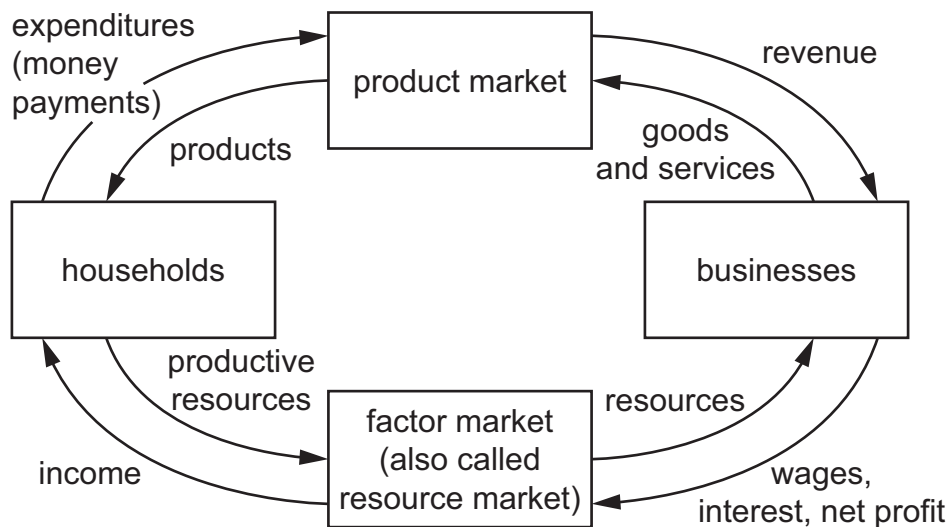 expenditures
(money
payments)
product market
revenue
products
goods
and services
households
businesses
productive
resources
factor market
(also called
resource market)
resources
income
wages,
interest, net profit